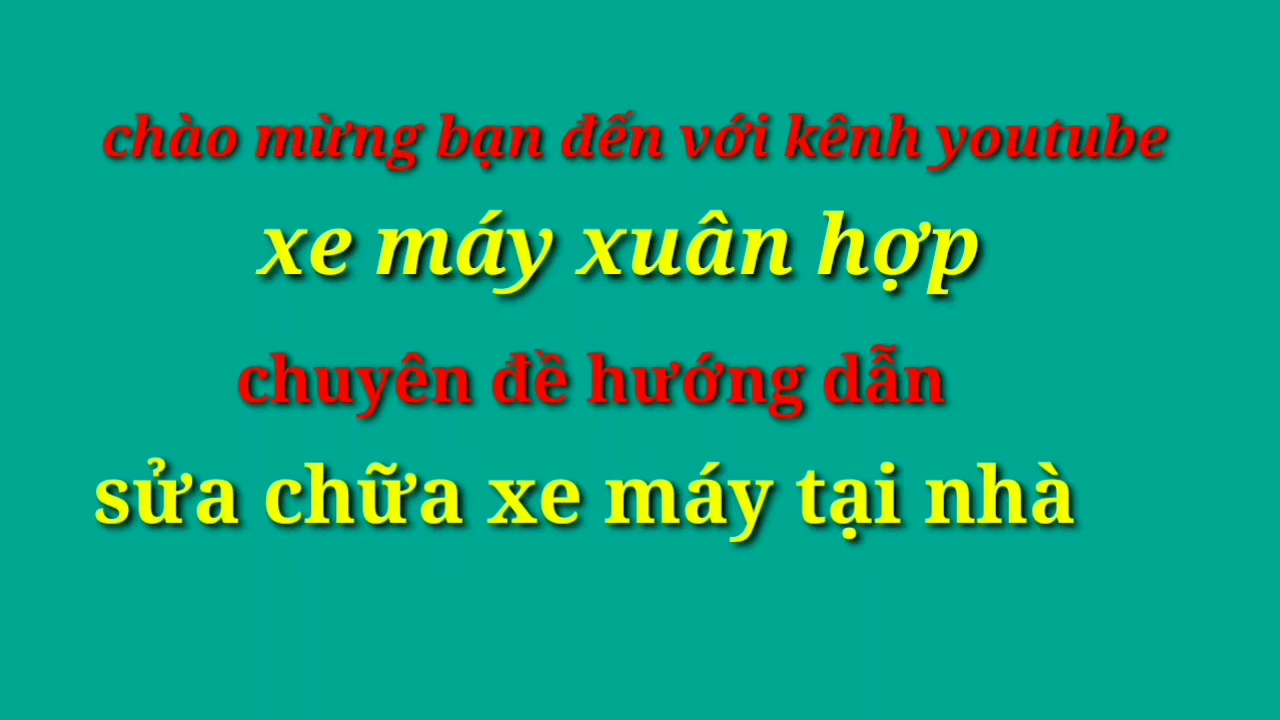 chào mừng bạn đến với kênh youtube
xe máy xuân hợp
chuyên đề hướng dẫn
sửa chữa xe máy tại nhà